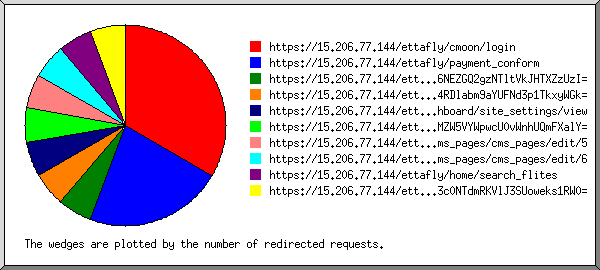 https://15.206.77.144/ettafly/cmoon/login
https://15.206.77.144/ettafly/payment_conform
https://15.206.77.144/ett...6NEZGQ2gzNTltVkJHTXZzUzI=
https://15.206.77.144/ett...4RDlabm9aYUFNd3p1TkxyWGk=
https://15.206.77.144/ett...hboard/site_settings/view
https://15.206.77.144/ett...MZW5VYWpwcU0vWnhUQmFXalY=
https://15.206.77.144/ett...ms_pages/cms_pages/edit/5
https://15.206.77.144/ett...ms_pages/cms_pages/edit/6
https://15.206.77.144/ettafly/home/search_flites
https://15.206.77.144/ett...3c0NTdmRKVlJ3SUoweks1RW0=
The wedges are plotted by the number of redirected requests.